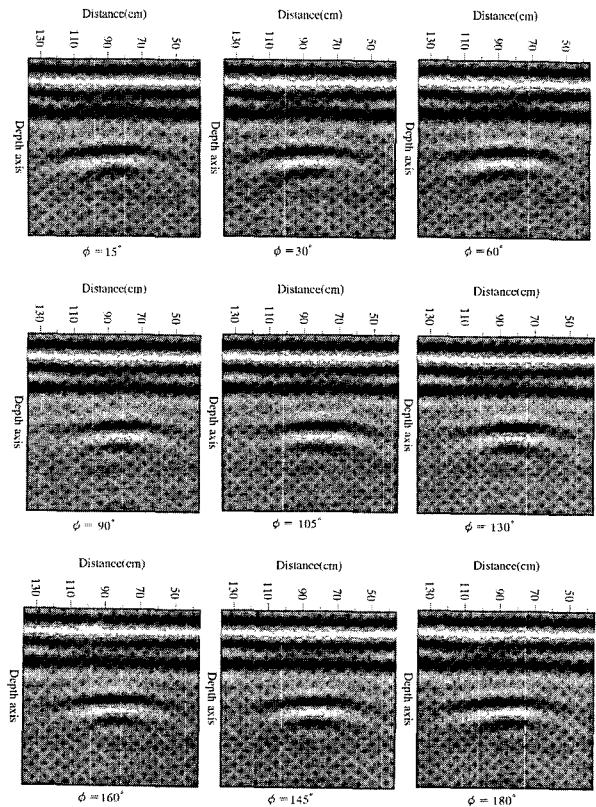 Distance(cm) Distance(cm) Distance(cm)
130 110 90 70 50 130 110 90 70 50 130 110 90 70 50
Depth axis Depth axis Depth axis
ϕ = 15° ϕ = 30° ϕ = 60°
Distance(cm) Distance(cm) Distance(cm)
130 110 90 70 50 130 110 90 70 50 130 110 90 70 50
Depth axis Depth axis Depth axis
ϕ = 90° ϕ = 105° ϕ = 130°
Distance(cm) Distance(cm) Distance(cm)
130 110 90 70 50 130 110 90 70 50 130 110 90 70 50
Depth axis Depth axis Depth axis
ϕ = 160° ϕ = 145° ϕ = 180°